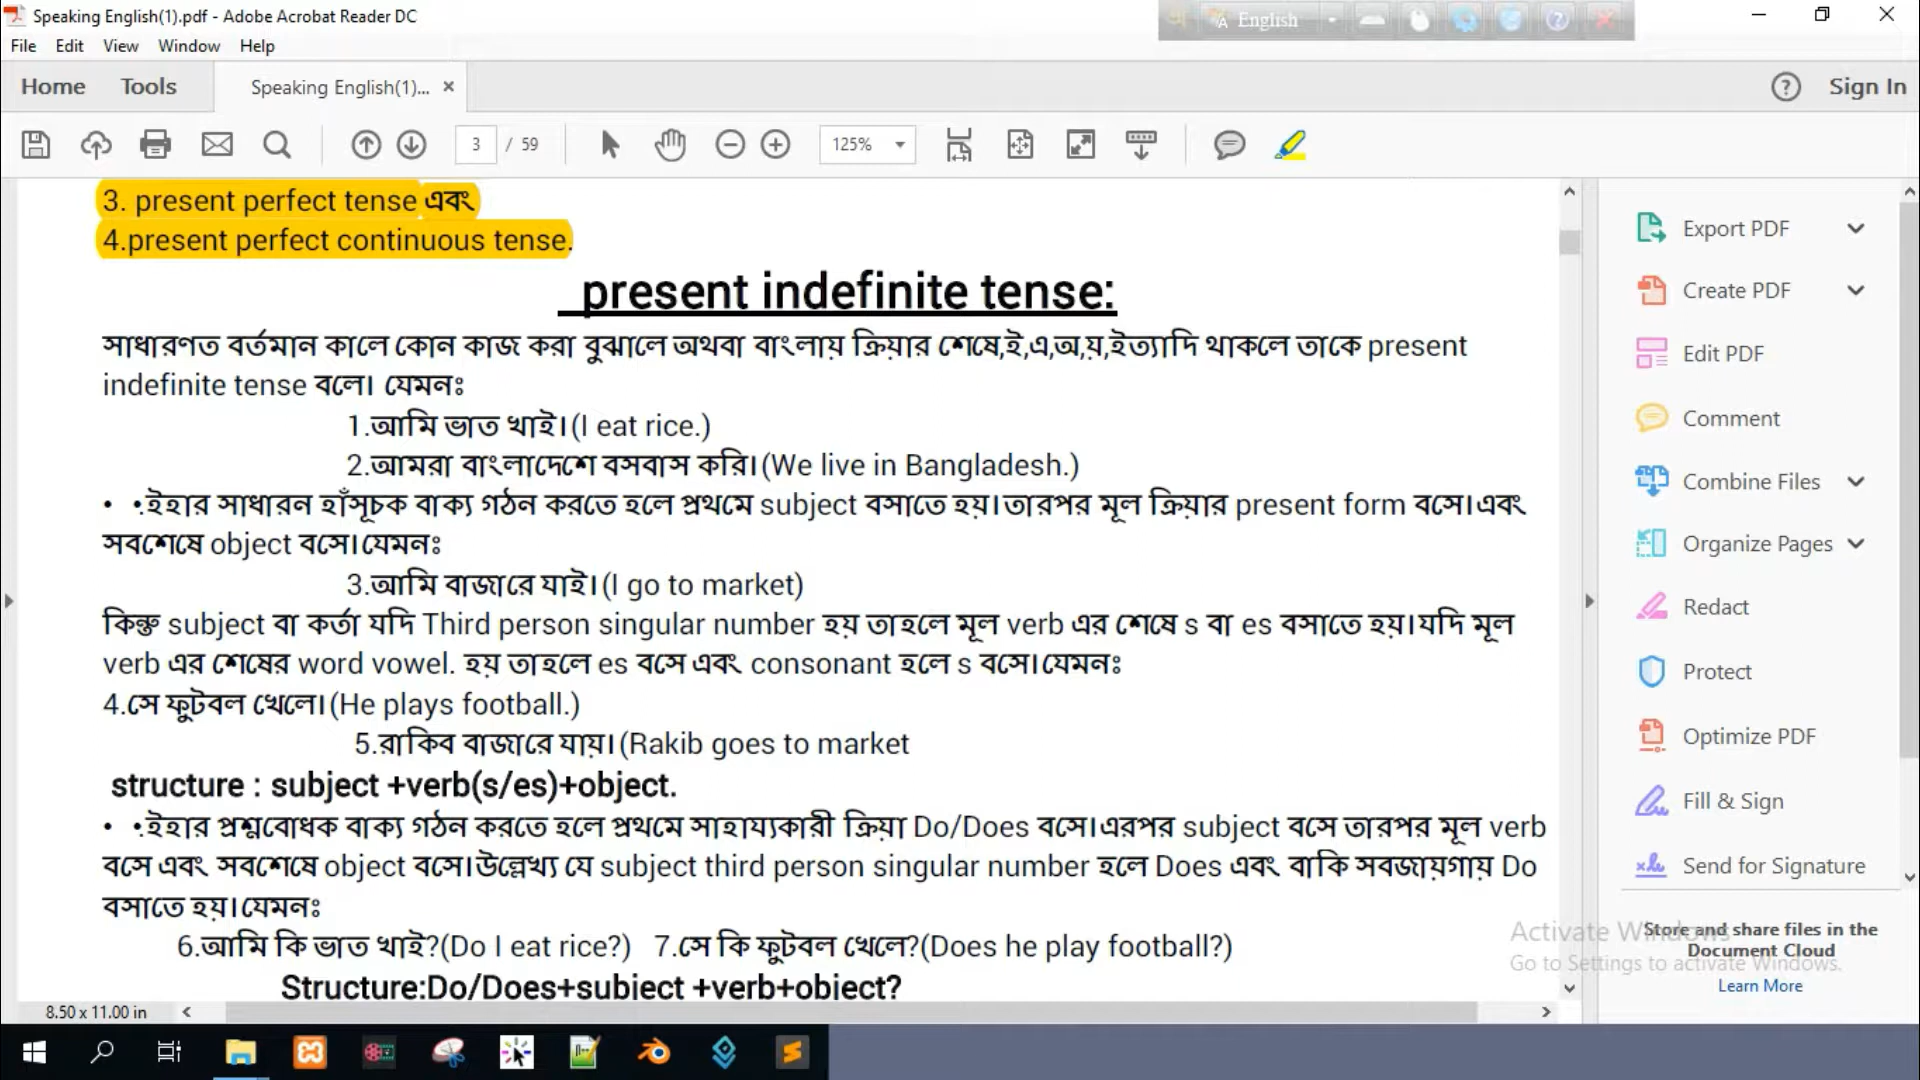 Speaking English(1).pdf - Adobe Acrobat Reader DC
English
File Edit View Window Help
Home Tools Speaking English(1)... × Sign In
3 / 59 125%
3. present perfect tense এবং
4.present perfect continuous tense.
present indefinite tense:
সাধারণত বর্তমান কালে কোন কাজ করা বুঝালে অথবা বাংলায় ক্রিয়ার শেষে,ই,এ,অ,য়,ইত্যাদি থাকলে তাকে present
indefinite tense বলে। যেমনঃ
1.আমি ভাত খাই।(I eat rice.)
2.আমরা বাংলাদেশে বসবাস করি।(We live in Bangladesh.)
• •.ইহার সাধারন হাঁসূচক বাক্য গঠন করতে হলে প্রথমে subject বসাতে হয়।তারপর মূল ক্রিয়ার present form বসে।এবং
সবশেষে object বসে।যেমনঃ
3.আমি বাজারে যাই।(I go to market)
কিন্তু subject বা কর্তা যদি Third person singular number হয় তাহলে মূল verb এর শেষে s বা es বসাতে হয়।যদি মূল
verb এর শেষের word vowel. হয় তাহলে es বসে এবং consonant হলে s বসে।যেমনঃ
4.সে ফুটবল খেলে।(He plays football.)
5.রাকিব বাজারে যায়।(Rakib goes to market
structure : subject +verb(s/es)+object.
• •.ইহার প্রশ্নবোধক বাক্য গঠন করতে হলে প্রথমে সাহায্যকারী ক্রিয়া Do/Does বসে।এরপর subject বসে তারপর মূল verb
বসে এবং সবশেষে object বসে।উল্লেখ্য যে subject third person singular number হলে Does এবং বাকি সবজায়গায় Do
বসাতে হয়।যেমনঃ
6.আমি কি ভাত খাই?(Do I eat rice?) 7.সে কি ফুটবল খেলে?(Does he play football?)
Structure:Do/Does+subject +verb+object?
8.50 x 11.00 in
Export PDF
Create PDF
Edit PDF
Comment
Combine Files
Organize Pages
Redact
Protect
Optimize PDF
Fill & Sign
Send for Signature
Store and share files in the
Document Cloud
Learn More
Activate Windows
Go to Settings to activate Windows.